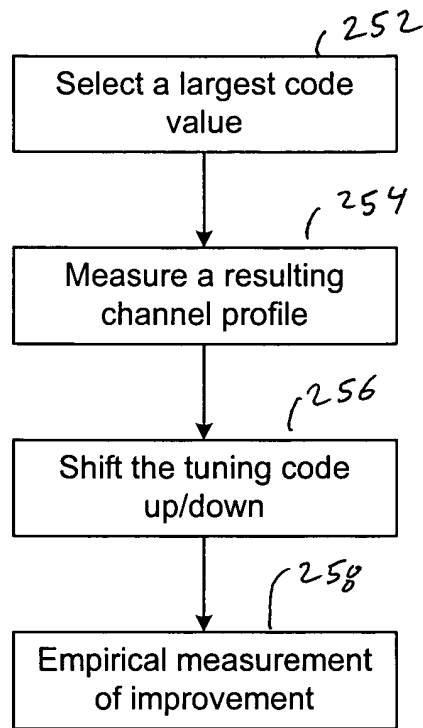 252
Select a largest code
value
254
Measure a resulting
channel profile
256
Shift the tuning code
up/down
258
Empirical measurement
of improvement